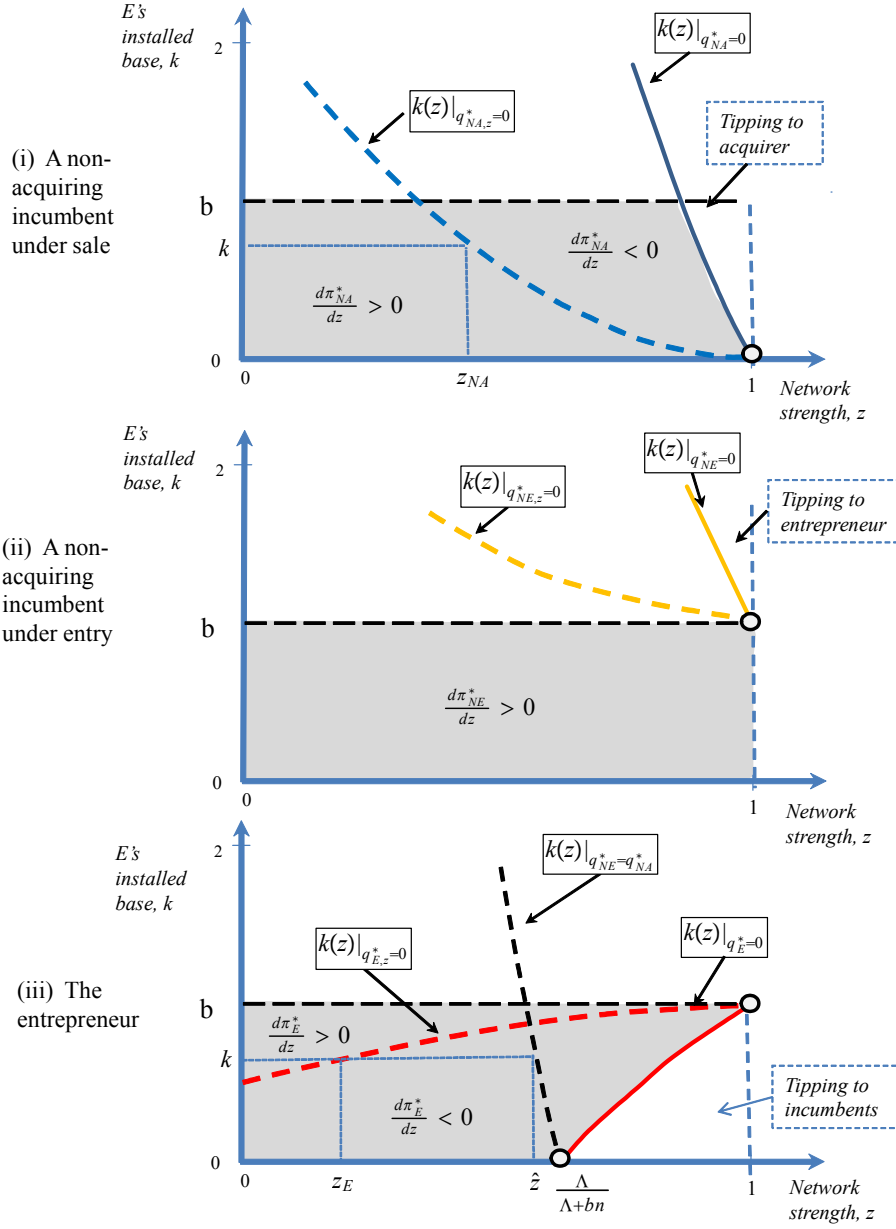 E's
installed
base, k
2
k(z)|q*NA,z=0
k(z)|q*NA=0
Tipping to
acquirer
(i) A non-
acquiring
incumbent
under sale
b
k
dπ*NA/dz > 0
dπ*NA/dz < 0
0
0
zNA
1
Network
strength, z
E's
installed
base, k
2
k(z)|q*NE,z=0
k(z)|q*NE=0
Tipping to
entrepreneur
(ii) A non-
acquiring
incumbent
under entry
b
dπ*NE/dz > 0
0
0
1
Network
strength, z
E's
installed
base, k
2
k(z)|q*E,z=0
k(z)|q*NE=q*NA
k(z)|q*E=0
(iii) The
entrepreneur
b
k
dπ*E/dz > 0
dπ*E/dz < 0
Tipping to
incumbents
0
0
zE
ẑ
Λ/Λ+bn
1
Network
strength, z